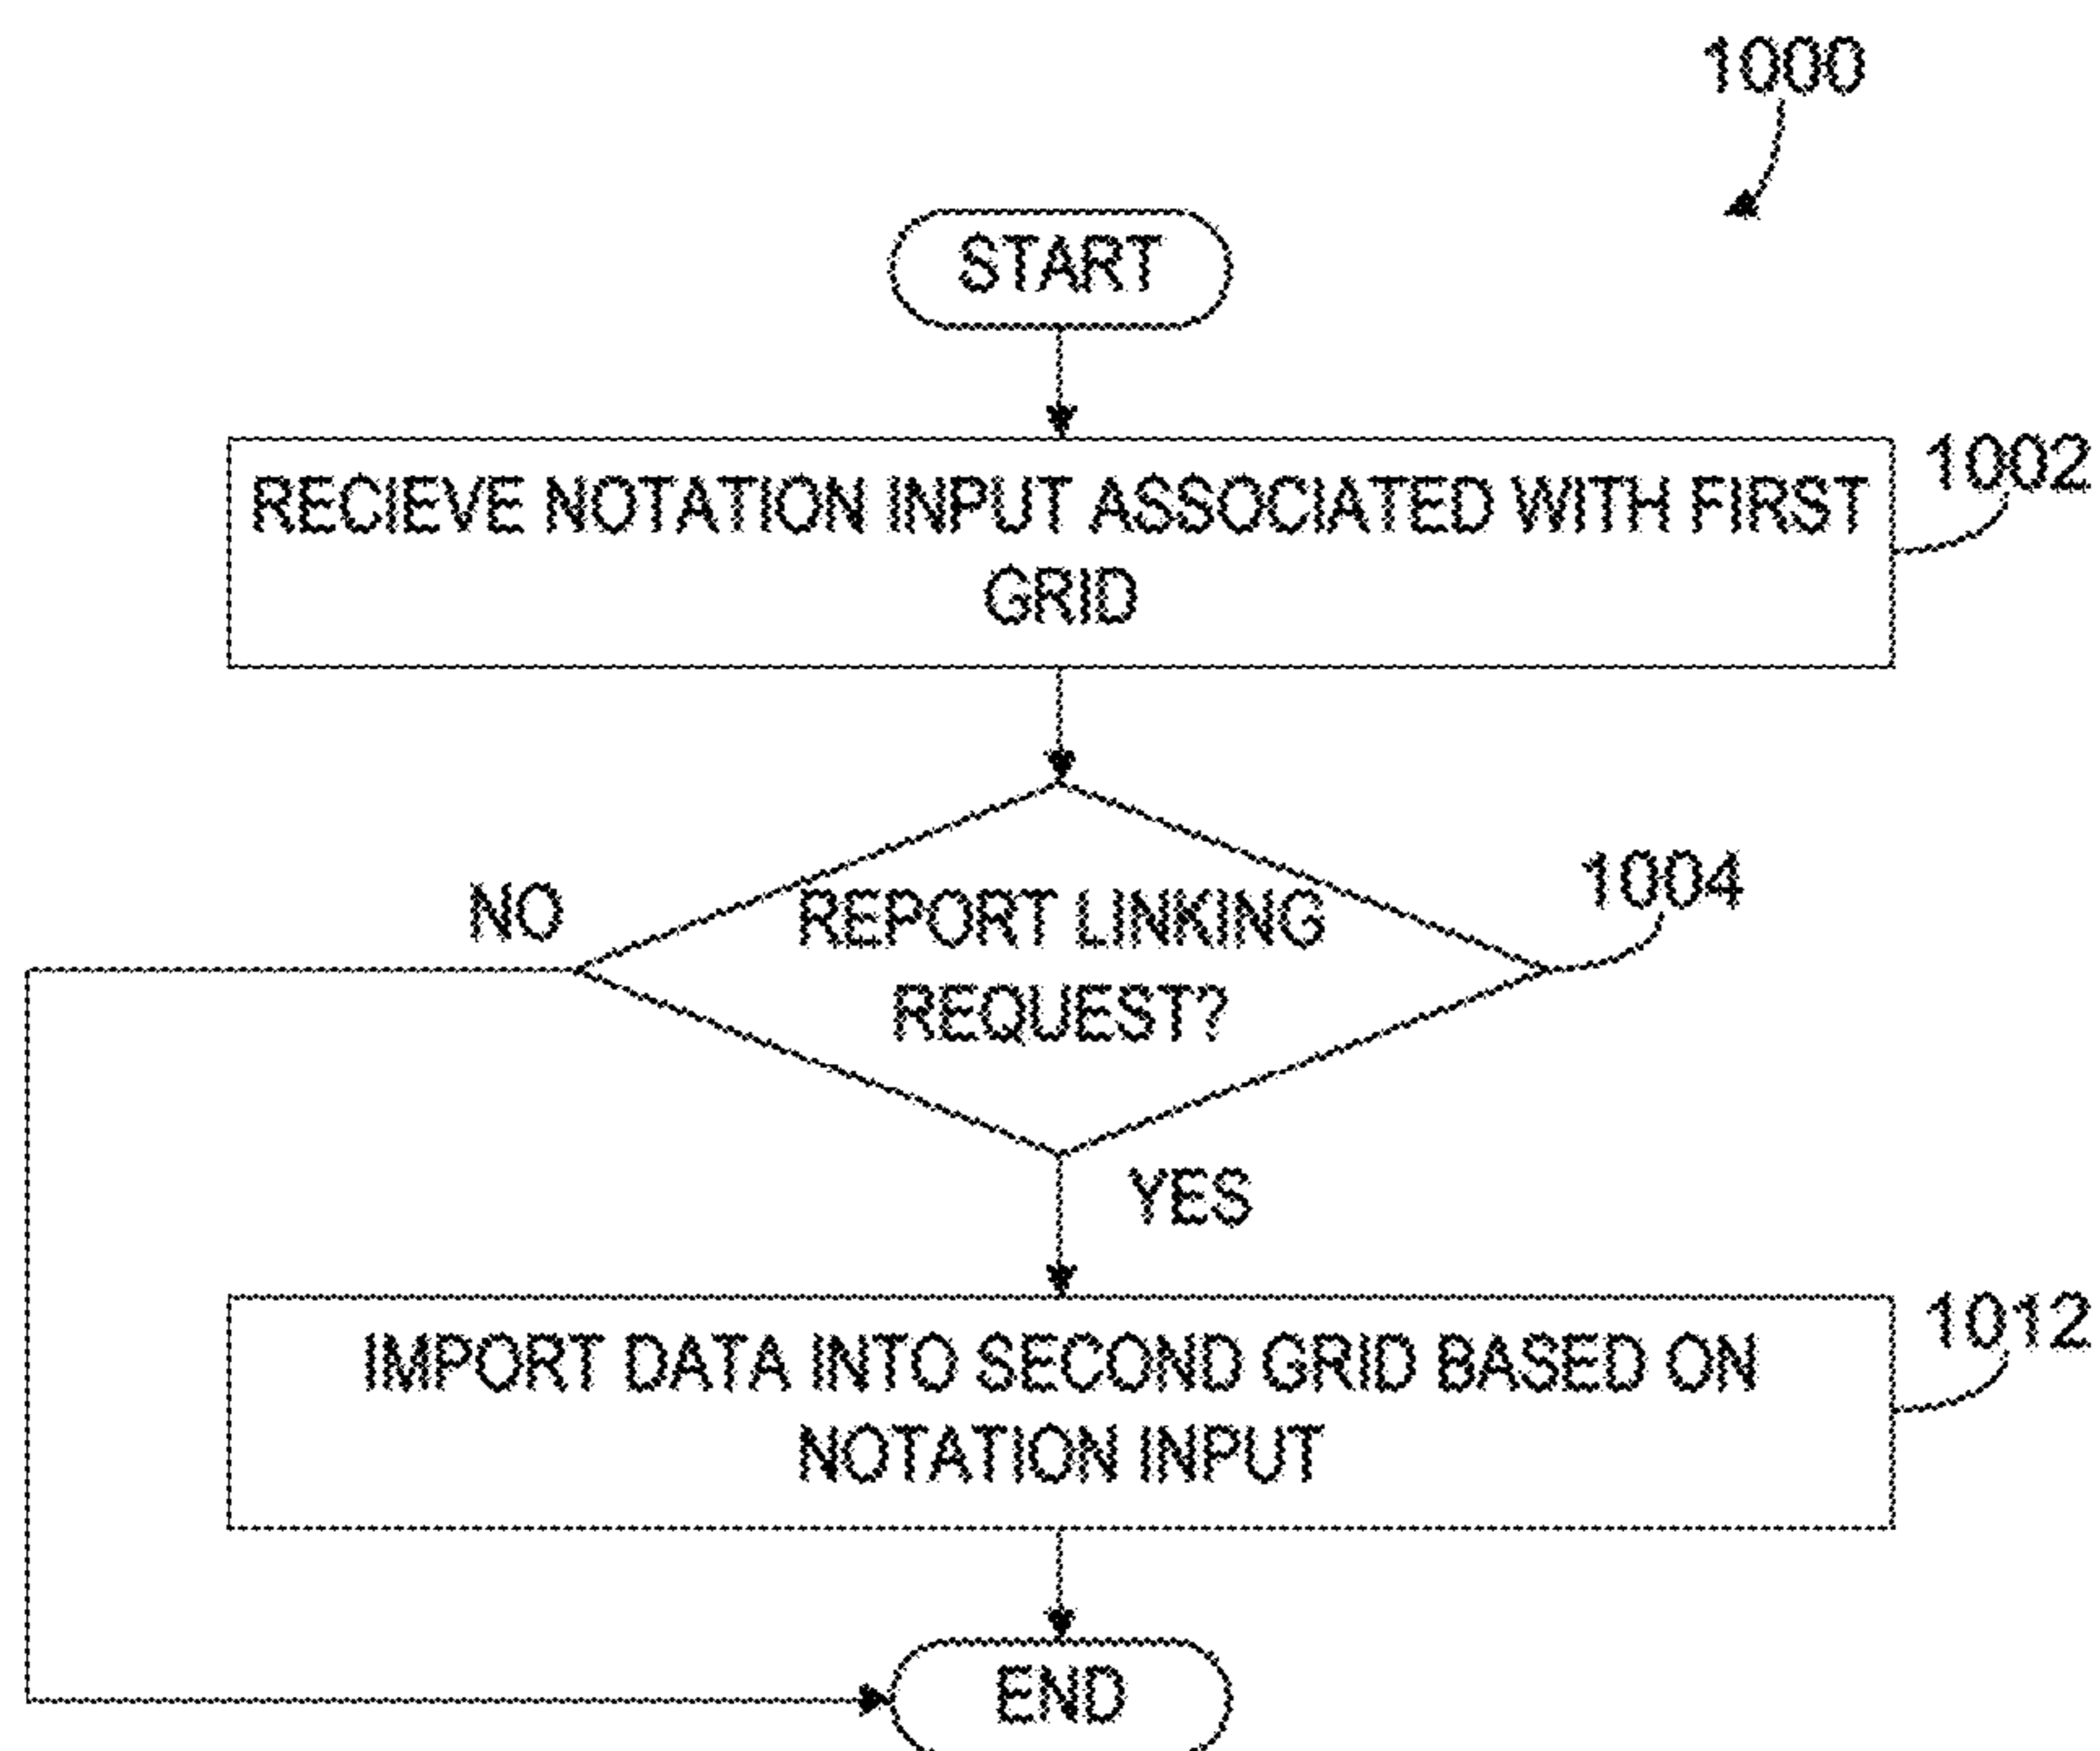 1000
START
RECIEVE NOTATION INPUT ASSOCIATED WITH FIRST
GRID
1002
REPORT LINKING
REQUEST?
1004
NO
YES
IMPORT DATA INTO SECOND GRID BASED ON
NOTATION INPUT
1012
END